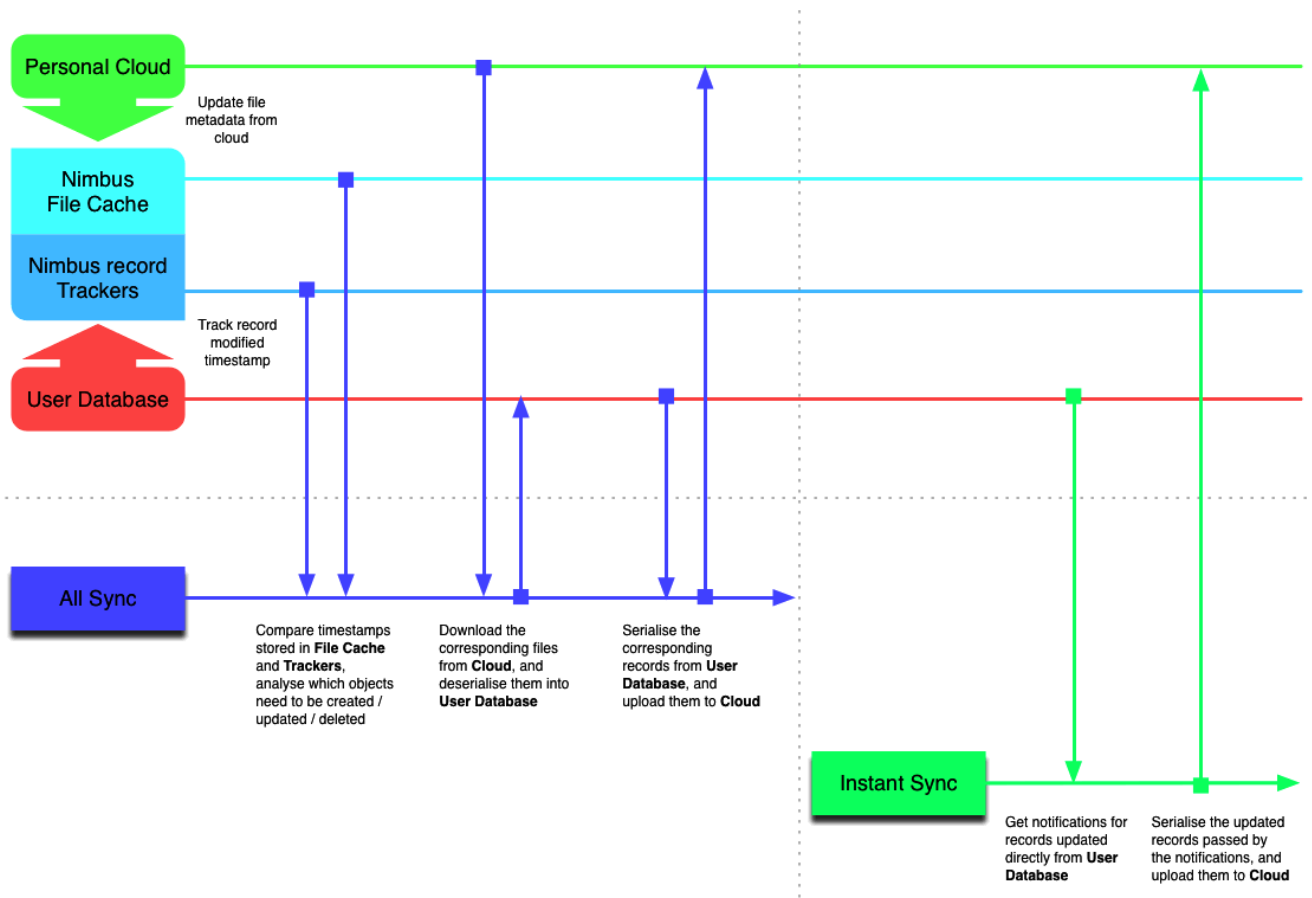 Personal Cloud
Update file
metadata from
cloud
Nimbus
File Cache
Nimbus record
Trackers
Track record
modified
timestamp
User Database
All Sync
Compare timestamps
stored in File Cache
and Trackers,
analyse which objects
need to be created /
updated / deleted
Download the
corresponding files
from Cloud, and
deserialise them into
User Database
Serialise the
corresponding
records from User
Database, and
upload them to Cloud
Instant Sync
Get notifications for
records updated
directly from User
Database
Serialise the updated
records passed by
the notifications, and
upload them to Cloud